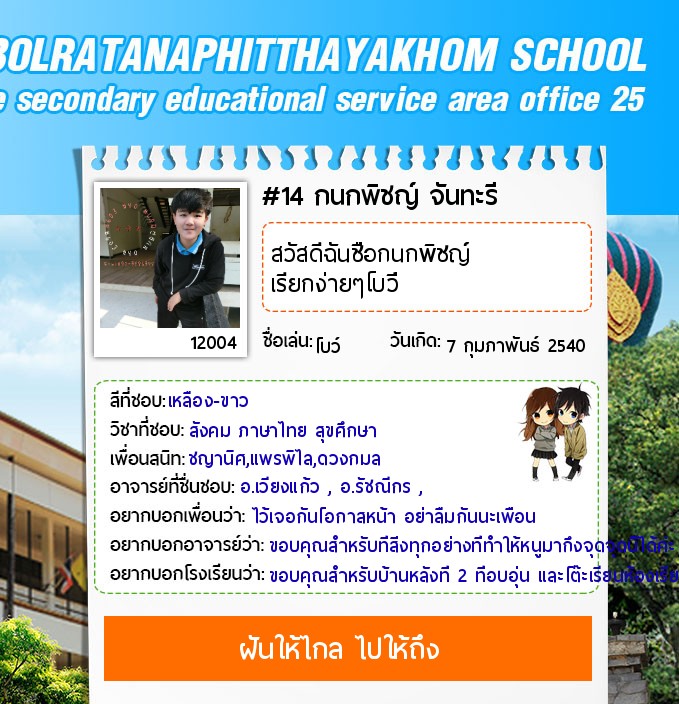 BOLRATANAPHITTHAYAKHOM SCHOOL
e secondary educational service area office 25
#14 กนกพิชญ์ จันทะรี
สวัสดีฉันชื่อกนกพิชญ์
เรียกง่ายๆโบวี
12004
ชื่อเล่น: โบว์ วันเกิด: 7 กุมภาพันธ์ 2540
สีที่ชอบ: เหลือง-ขาว
วิชาที่ชอบ: สังคม ภาษาไทย สุขศึกษา
เพื่อนสนิท: ชญานิศ,แพรพิไล,ดวงกมล
อาจารย์ที่ชื่นชอบ: อ.เวียงแก้ว , อ.รัชณีกร ,
อยากบอกเพื่อนว่า: ไว้เจอกันโอกาสหน้า อย่าลืมกันนะเพื่อน
อยากบอกอาจารย์ว่า: ขอบคุณสำหรับทีสิ่งทุกอย่างที่ทำให้หนูมาถึงจุดจุดนี้ได้ค่ะ
อยากบอกโรงเรียนว่า: ขอบคุณสำหรับบ้านหลังที่ 2 ที่อบอุ่น และโต๊ะเรียนห้องเรีย
ฝันให้ไกล ไปให้ถึง